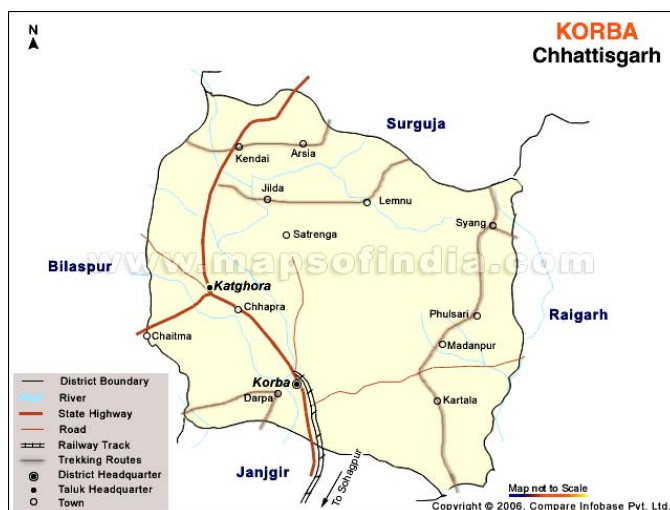 N
KORBA
Chhattisgarh
Surguja
Kendai
Arsia
Jilda
Lemnu
Syang
Satrenga
www.mapsofindia.com
Bilaspur
Katghora
Chhapra
Phulsari
Raigarh
Chaitma
Madanpur
Korba
Darpa
Kartala
District Boundary
River
State Highway
Road
Railway Track
Trekking Routes
District Headquarter
Taluk Headquarter
Town
Janjgir
To Sohagpur
Map not to Scale
Copyright © 2006, Compare Infobase Pvt. Ltd.